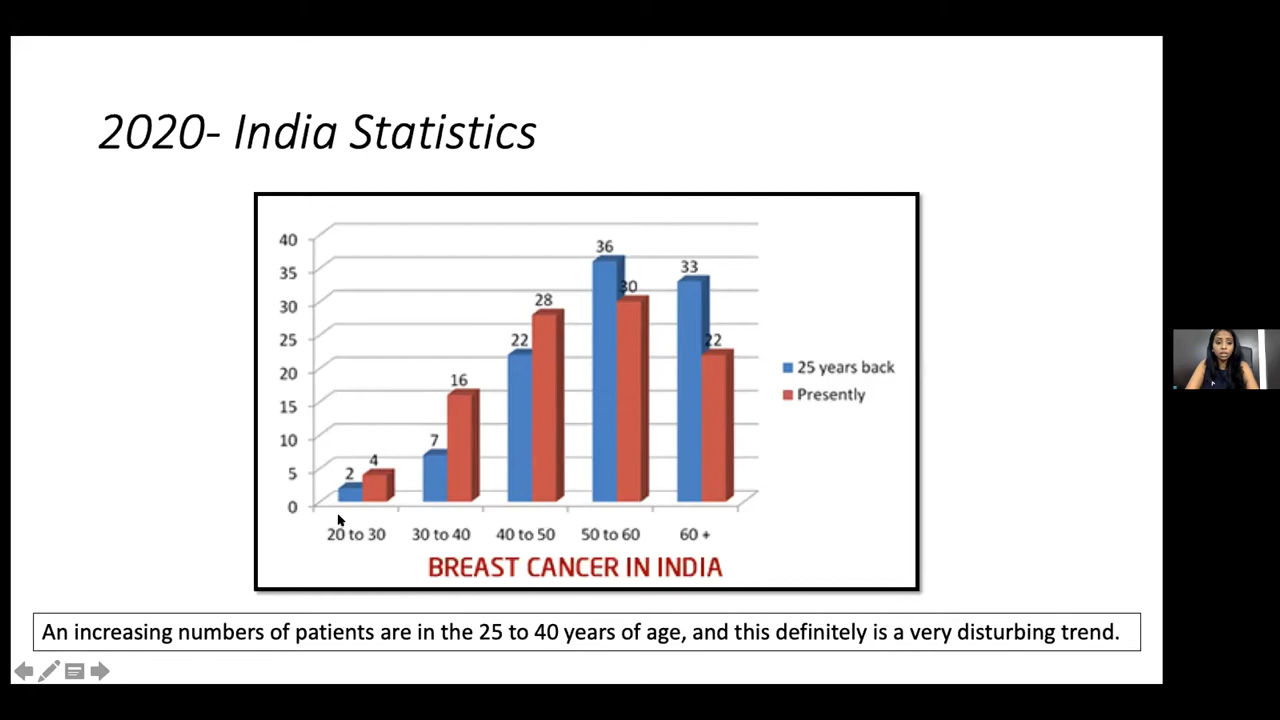 2020- India Statistics
40
35
30
25
20
15
10
5
0
2
4
7
16
22
28
36
30
33
22
20 to 30
30 to 40
40 to 50
50 to 60
60 +
25 years back
Presently
BREAST CANCER IN INDIA
An increasing numbers of patients are in the 25 to 40 years of age, and this definitely is a very disturbing trend.